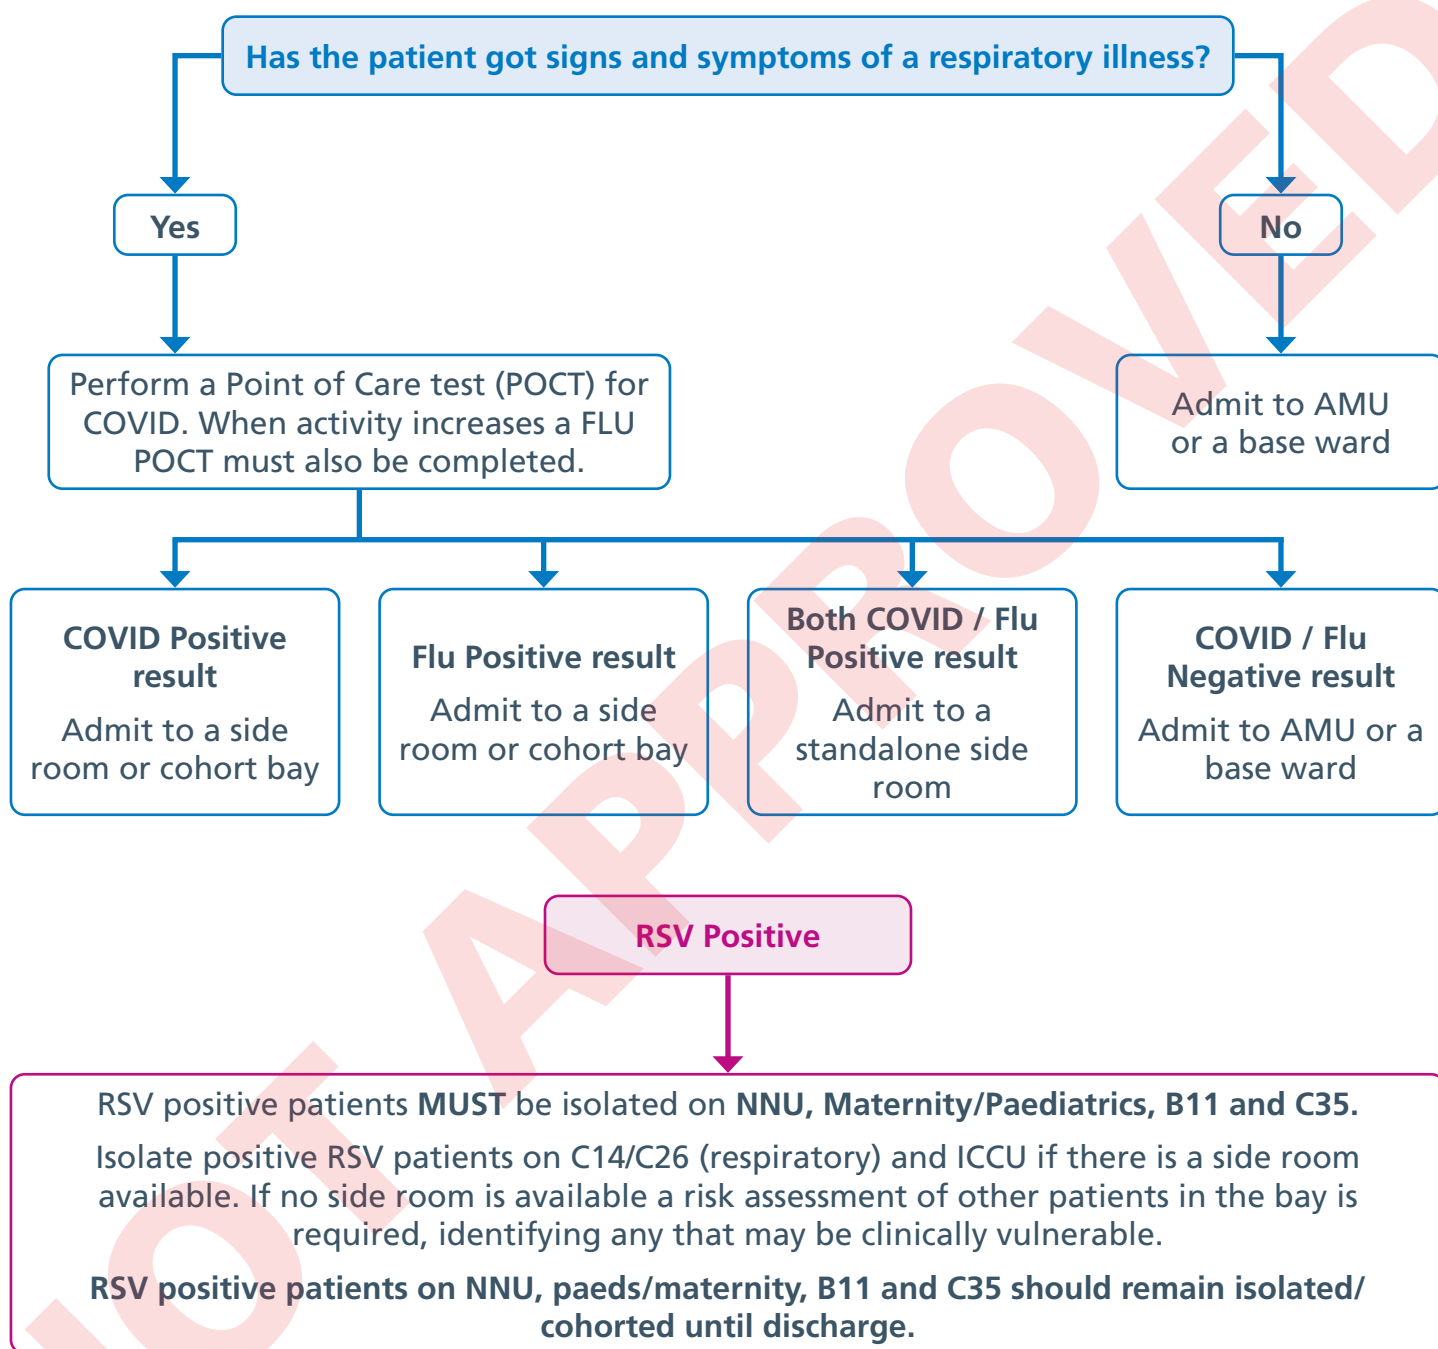 Has the patient got signs and symptoms of a respiratory illness?
Yes
No
Perform a Point of Care test (POCT) for
COVID. When activity increases a FLU
POCT must also be completed.
Admit to AMU
or a base ward
COVID Positive
result
Admit to a side
room or cohort bay
Flu Positive result
Admit to a side
room or cohort bay
Both COVID / Flu
Positive result
Admit to a
standalone side
room
COVID / Flu
Negative result
Admit to AMU or a
base ward
RSV Positive
RSV positive patients MUST be isolated on NNU, Maternity/Paediatrics, B11 and C35.
Isolate positive RSV patients on C14/C26 (respiratory) and ICCU if there is a side room
available. If no side room is available a risk assessment of other patients in the bay is
required, identifying any that may be clinically vulnerable.
RSV positive patients on NNU, paeds/maternity, B11 and C35 should remain isolated/
cohorted until discharge.
NOT APPROVED